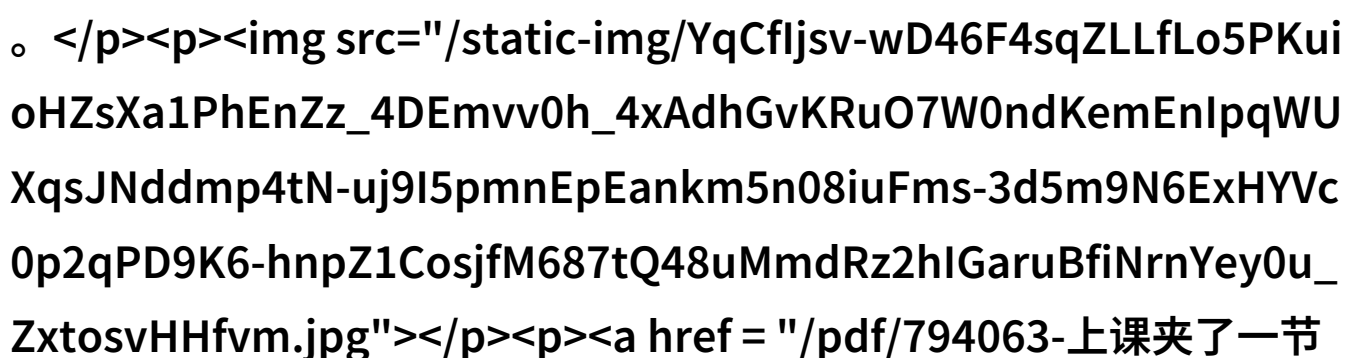 。</p><p><img src="/static-img/YqCfIjsv-wD46F4sqZLLfLo5PKui
oHZsXa1PhEnZz_4DEmvv0h_4xAdhGvKRuO7W0ndKemEnIpqWU
XqsJNddmp4tN-uj9I5pmnEpEankm5n08iuFms-3d5m9N6ExHYVc
0p2qPD9K6-hnpZ1CosjfM687tQ48uMmdRz2hIGaruBfiNrnYey0u_
ZxtosvHHfvm.jpg"></p><p><a href = "/pdf/794063-上课夹了一节